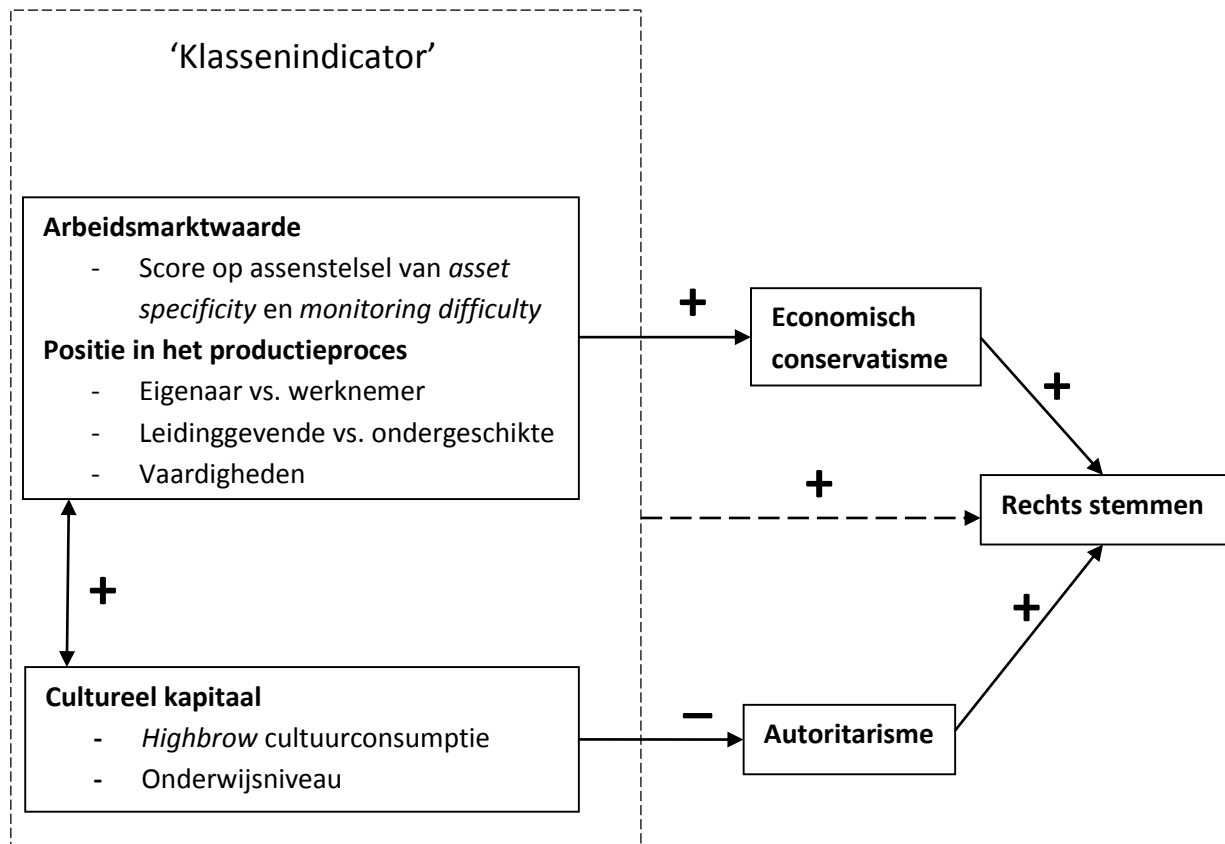 ‘Klassenindicator’
Arbeidsmarktwaarde
- Score op assenstelsel van asset
specificity en monitoring difficulty
Positie in het productieproces
- Eigenaar vs. werknemer
- Leidinggevende vs. ondergeschikte
- Vaardigheden
+
Economisch
conservatisme
+
+
Rechts stemmen
+
+
Cultureel kapitaal
- Highbrow cultuurconsumptie
- Onderwijsniveau
–
Autoritarisme